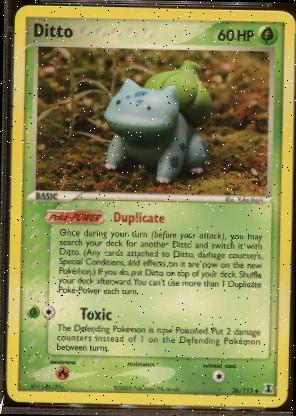 Ditto 60 HP
BASIC
Poké-POWER Duplicate
Once during your turn (before your attack), you may
search your deck for another Ditto and switch it with
Ditto. (Any cards attached to Ditto, damage counters,
Special Conditions, and effects on it are now on the new
Pokémon.) If you do, put Ditto on top of your deck. Shuffle
your deck afterward. You can't use more than 1 Duplicate
Poké-Power each turn.
Toxic
The Defending Pokémon is now Poisoned. Put 2 damage
counters instead of 1 on the Defending Pokémon
between turns.
weakness resistance retreat cost
36/113